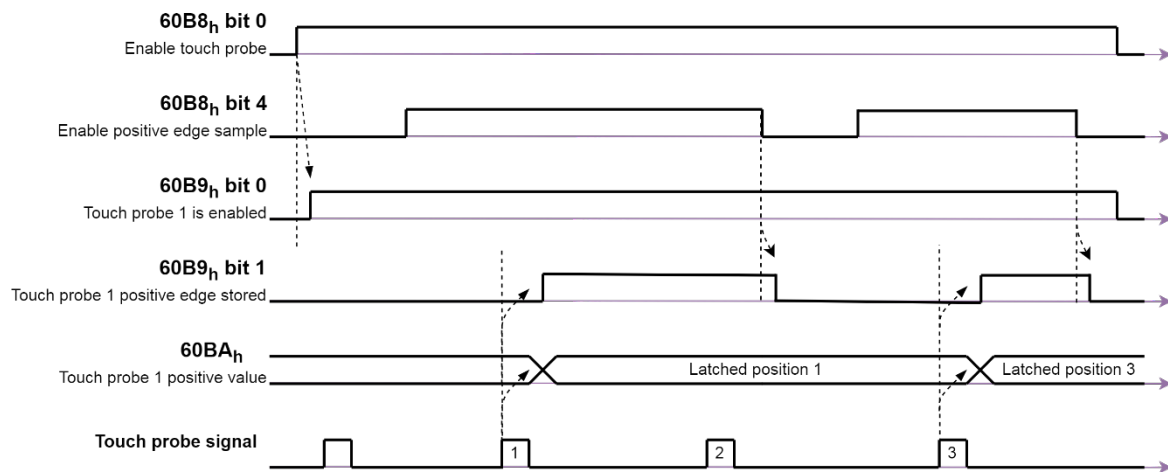 60B8h bit 0
Enable touch probe
60B8h bit 4
Enable positive edge sample
60B9h bit 0
Touch probe 1 is enabled
60B9h bit 1
Touch probe 1 positive edge stored
60BAh
Touch probe 1 positive value
Latched position 1
Latched position 3
Touch probe signal
1
2
3